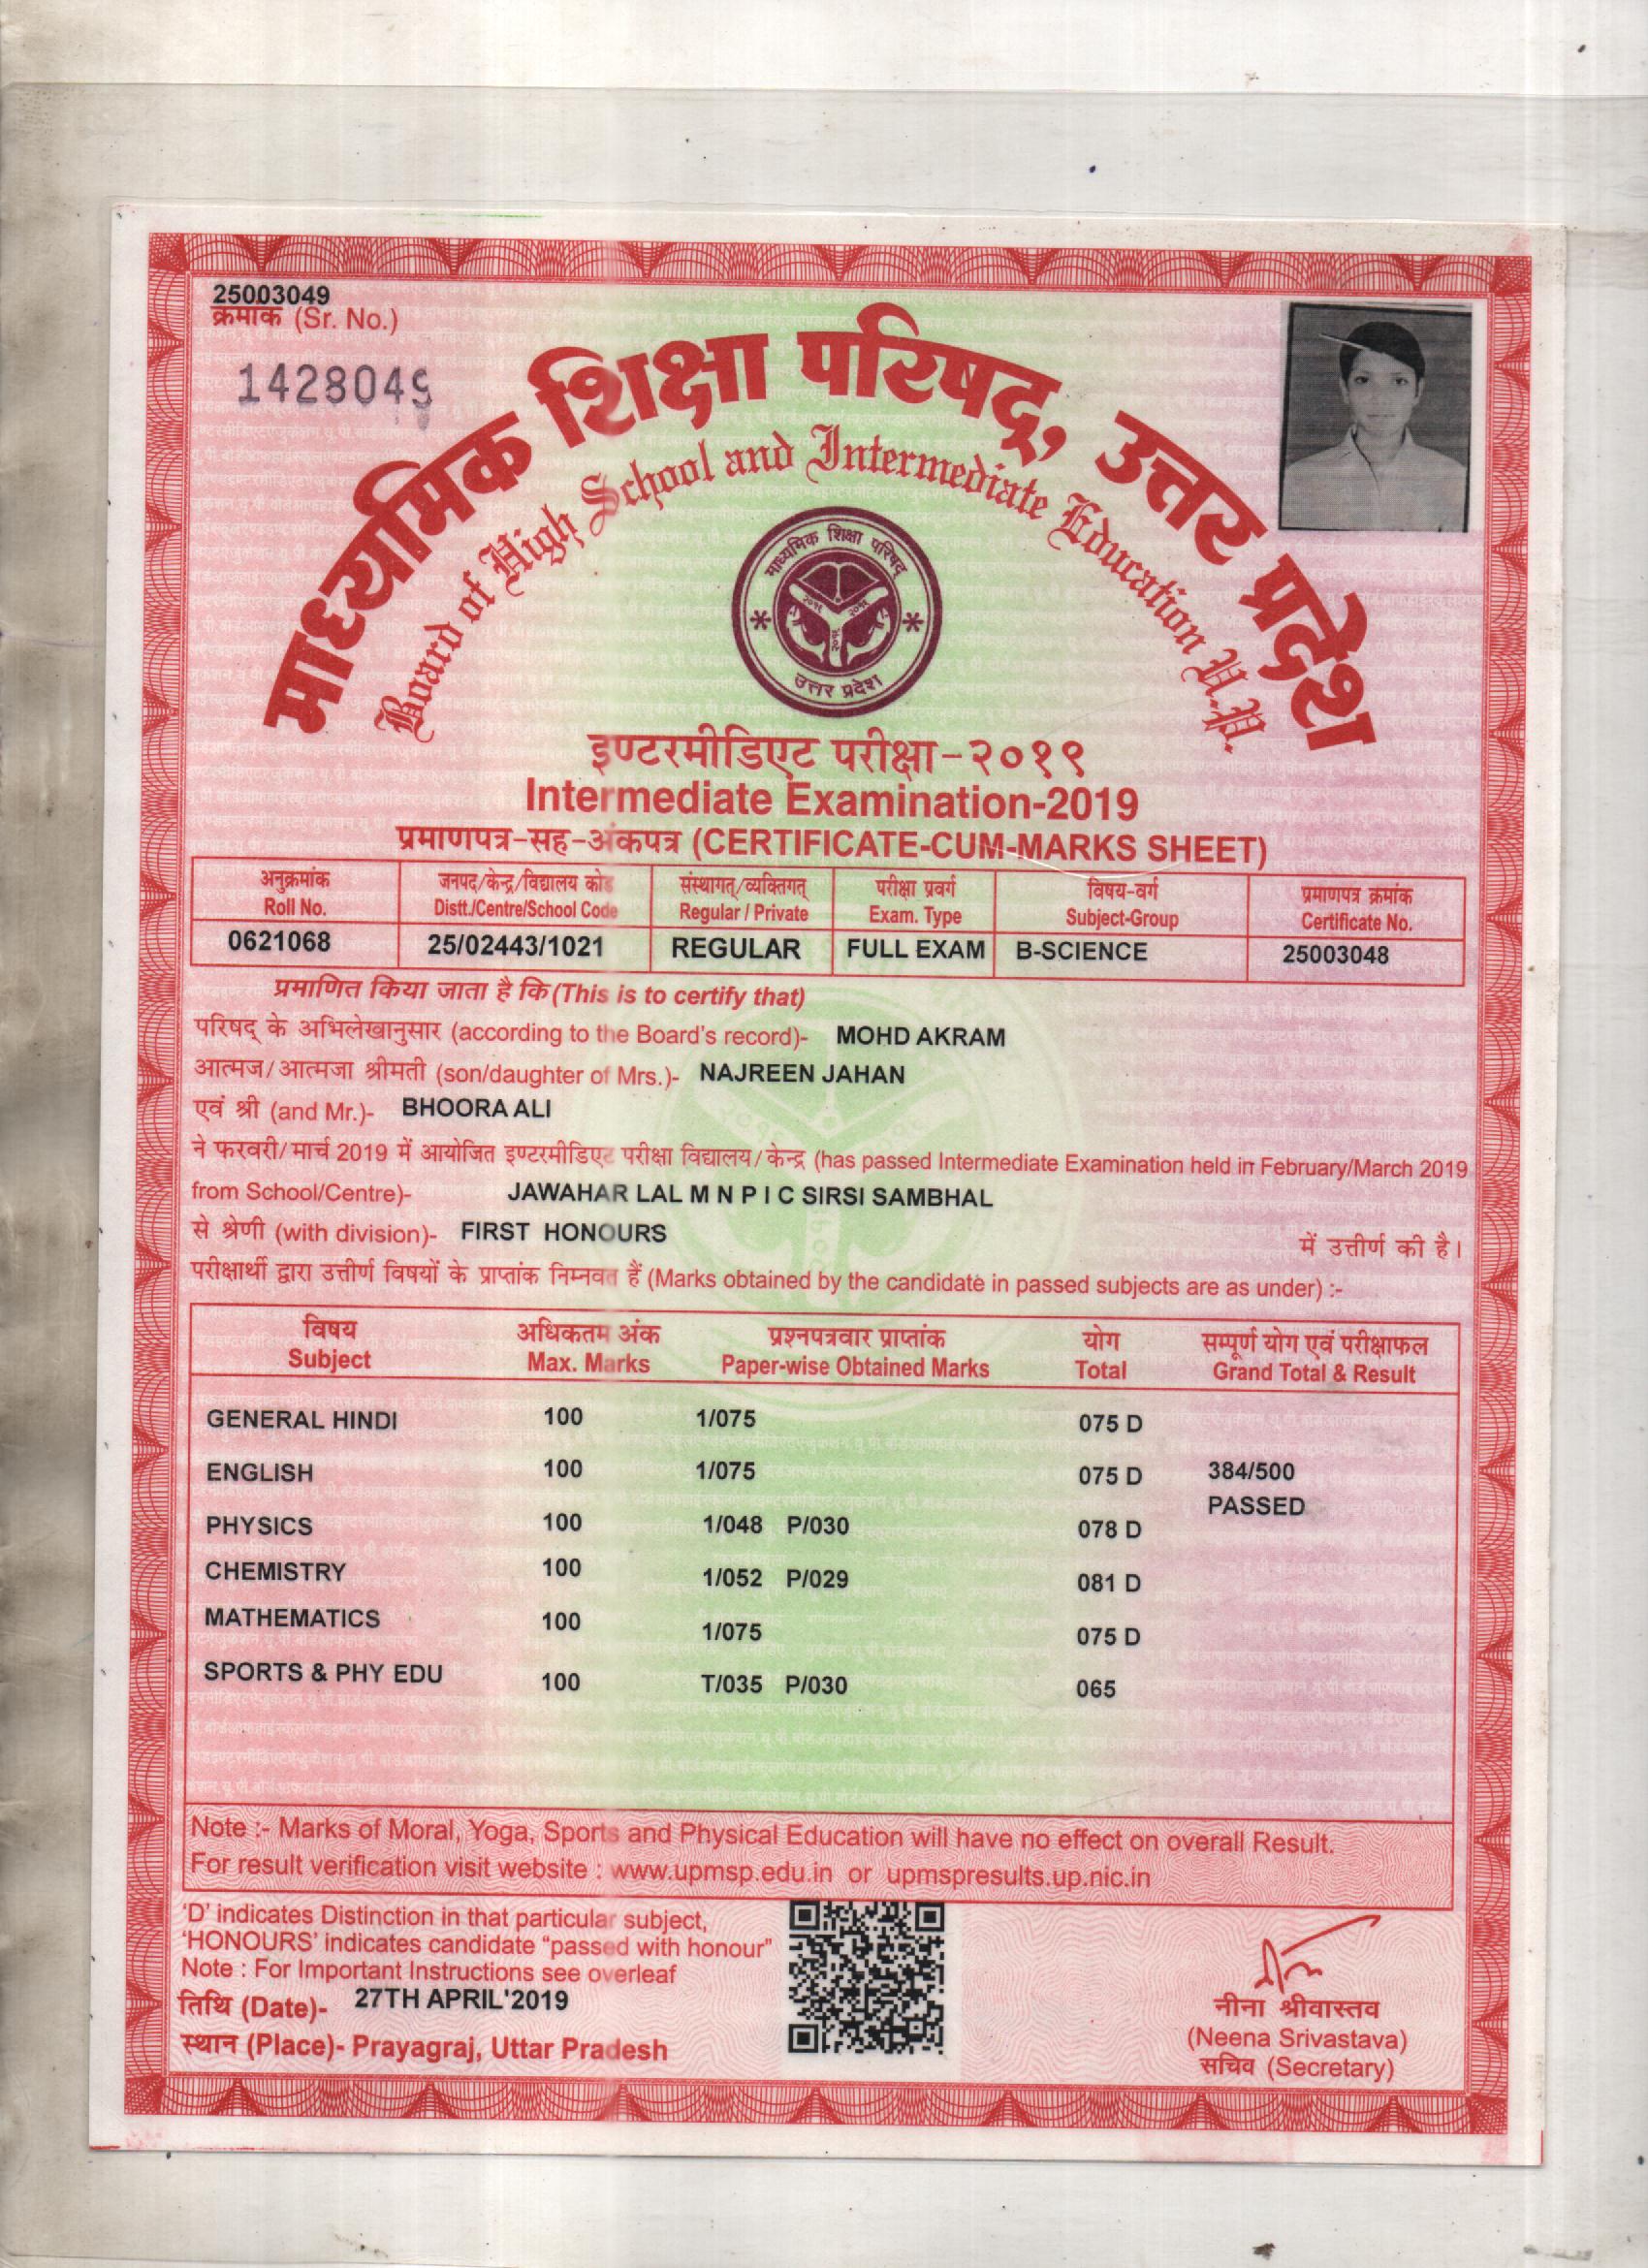 25003049
क्रमांक (Sr. No.)
1428049
माध्यमिक शिक्षा परिषद्, उत्तर प्रदेश
Board of High School and Intermediate Education U.P.
माध्यमिक शिक्षा परिषद्
उत्तर प्रदेश
इण्टरमीडिएट परीक्षा-२०१९
Intermediate Examination-2019
प्रमाणपत्र-सह-अंकपत्र (CERTIFICATE-CUM-MARKS SHEET)
अनुक्रमांक जनपद/केन्द्र/विद्यालय कोड संस्थागत्/व्यक्तिगत् परीक्षा प्रवर्ग विषय-वर्ग प्रमाणपत्र क्रमांक
Roll No. Distt./Centre/School Code Regular / Private Exam. Type Subject-Group Certificate No.
0621068 25/02443/1021 REGULAR FULL EXAM B-SCIENCE 25003048
प्रमाणित किया जाता है कि (This is to certify that)
परिषद् के अभिलेखानुसार (according to the Board's record)- MOHD AKRAM
आत्मज/आत्मजा श्रीमती (son/daughter of Mrs.)- NAJREEN JAHAN
एवं श्री (and Mr.)- BHOORA ALI
ने फरवरी/मार्च 2019 में आयोजित इण्टरमीडिएट परीक्षा विद्यालय/केन्द्र (has passed Intermediate Examination held in February/March 2019
from School/Centre)- JAWAHAR LAL M N P I C SIRSI SAMBHAL
से श्रेणी (with division)- FIRST HONOURS में उत्तीर्ण की है।
परीक्षार्थी द्वारा उत्तीर्ण विषयों के प्राप्तांक निम्नवत हैं (Marks obtained by the candidate in passed subjects are as under) :-
विषय अधिकतम अंक प्रश्नपत्रवार प्राप्तांक योग सम्पूर्ण योग एवं परीक्षाफल
Subject Max. Marks Paper-wise Obtained Marks Total Grand Total & Result
GENERAL HINDI 100 1/075 075 D
ENGLISH 100 1/075 075 D 384/500
PASSED
PHYSICS 100 1/048 P/030 078 D
CHEMISTRY 100 1/052 P/029 081 D
MATHEMATICS 100 1/075 075 D
SPORTS & PHY EDU 100 T/035 P/030 065
Note :- Marks of Moral, Yoga, Sports and Physical Education will have no effect on overall Result.
For result verification visit website : www.upmsp.edu.in or upmspresults.up.nic.in
'D' indicates Distinction in that particular subject,
'HONOURS' indicates candidate "passed with honour"
Note : For Important Instructions see overleaf
तिथि (Date)- 27TH APRIL'2019
स्थान (Place)- Prayagraj, Uttar Pradesh
नीना श्रीवास्तव
(Neena Srivastava)
सचिव (Secretary)